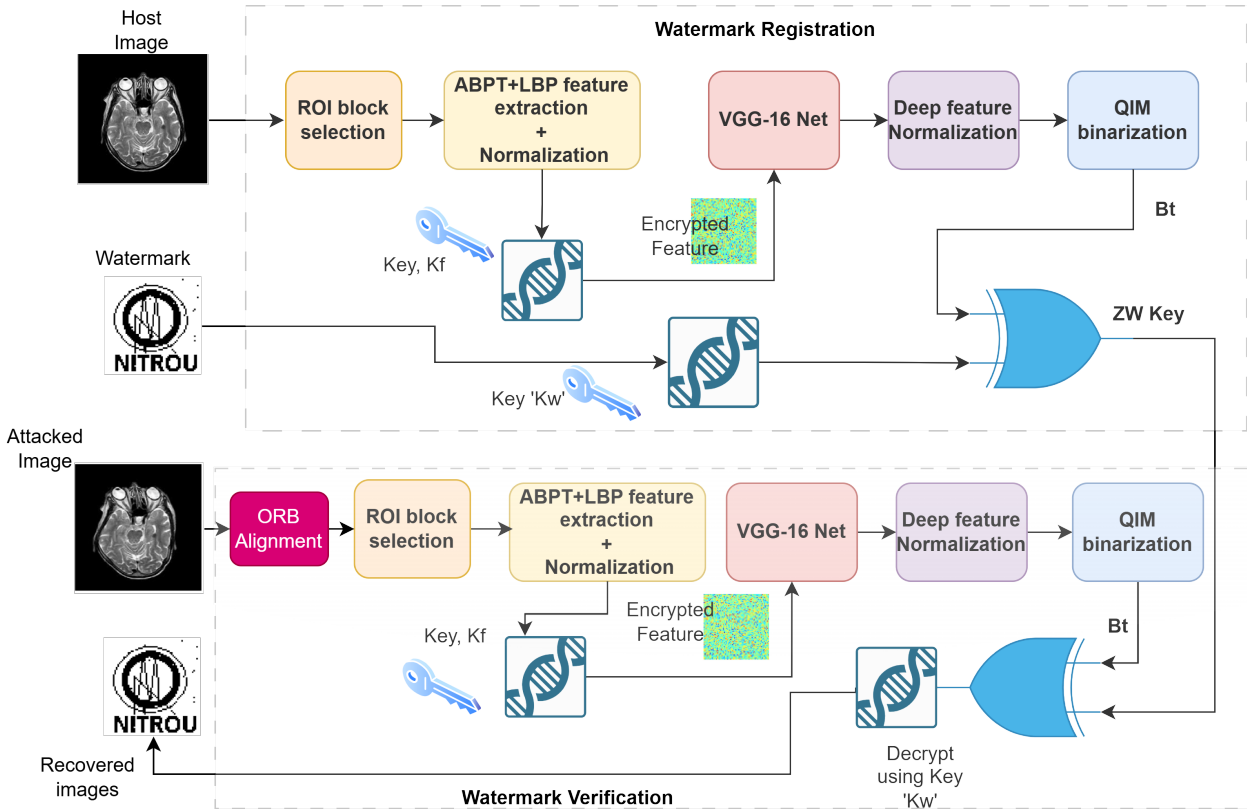 Host
Image
Watermark Registration
ROI block
selection
ABPT+LBP feature
extraction
+
Normalization
VGG-16 Net
Deep feature
Normalization
QIM
binarization
Key, Kf
Encrypted
Feature
Bt
Watermark
NITROU
Key 'Kw'
ZW Key
Attacked
Image
ORB
Alignment
ROI block
selection
ABPT+LBP feature
extraction
+
Normalization
VGG-16 Net
Deep feature
Normalization
QIM
binarization
Key, Kf
Encrypted
Feature
Bt
NITROU
Recovered
images
Decrypt
using Key
'Kw'
Watermark Verification